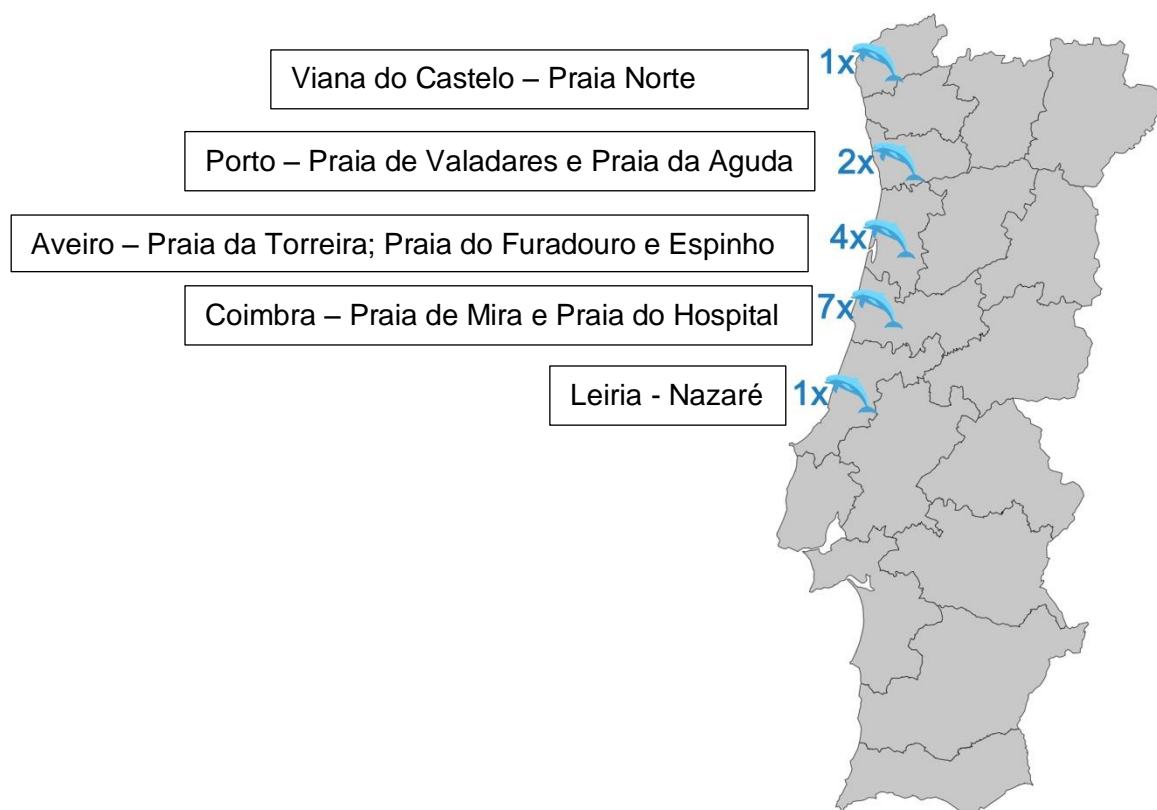 Viana do Castelo – Praia Norte
1x
Porto – Praia de Valadares e Praia da Aguda
2x
Aveiro – Praia da Torreira; Praia do Furadouro e Espinho
4x
Coimbra – Praia de Mira e Praia do Hospital
7x
Leiria - Nazaré
1x